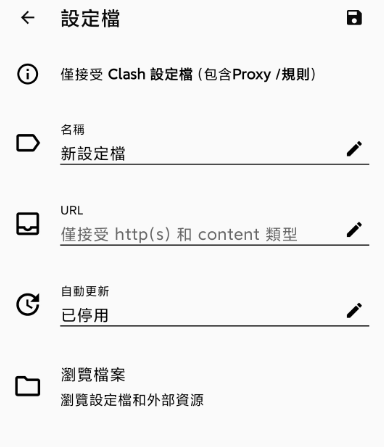 設定檔
僅接受 Clash 設定檔 (包含Proxy /規則)
名稱
新設定檔
URL
僅接受 http(s) 和 content 類型
自動更新
已停用
瀏覽檔案
瀏覽設定檔和外部資源